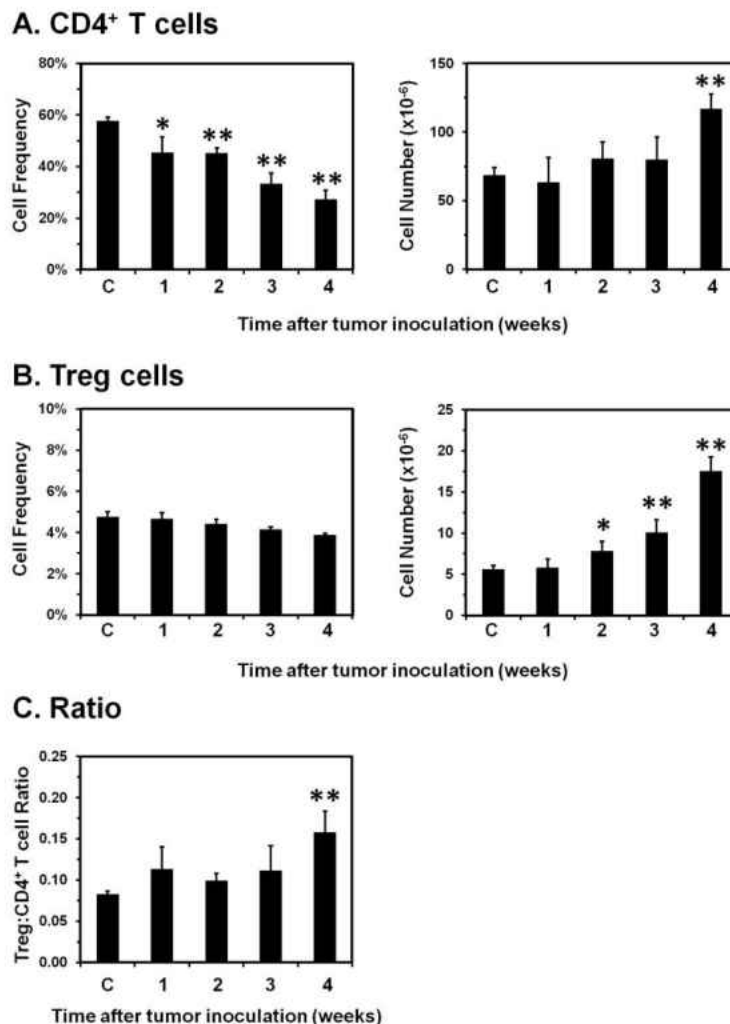 A. CD4⁺ T cells
80%
60%
40%
20%
0%
Cell Frequency
*
**
**
**
C 1 2 3 4
150
100
50
0
Cell Number (x10⁻⁶)
**
C 1 2 3 4
Time after tumor inoculation (weeks)
B. Treg cells
10%
8%
6%
4%
2%
0%
Cell Frequency
C 1 2 3 4
25
20
15
10
5
0
Cell Number (x10⁻⁶)
*
**
**
C 1 2 3 4
Time after tumor inoculation (weeks)
C. Ratio
0.25
0.20
0.15
0.10
0.05
0.00
Treg:CD4⁺ T cell Ratio
**
C 1 2 3 4
Time after tumor inoculation (weeks)